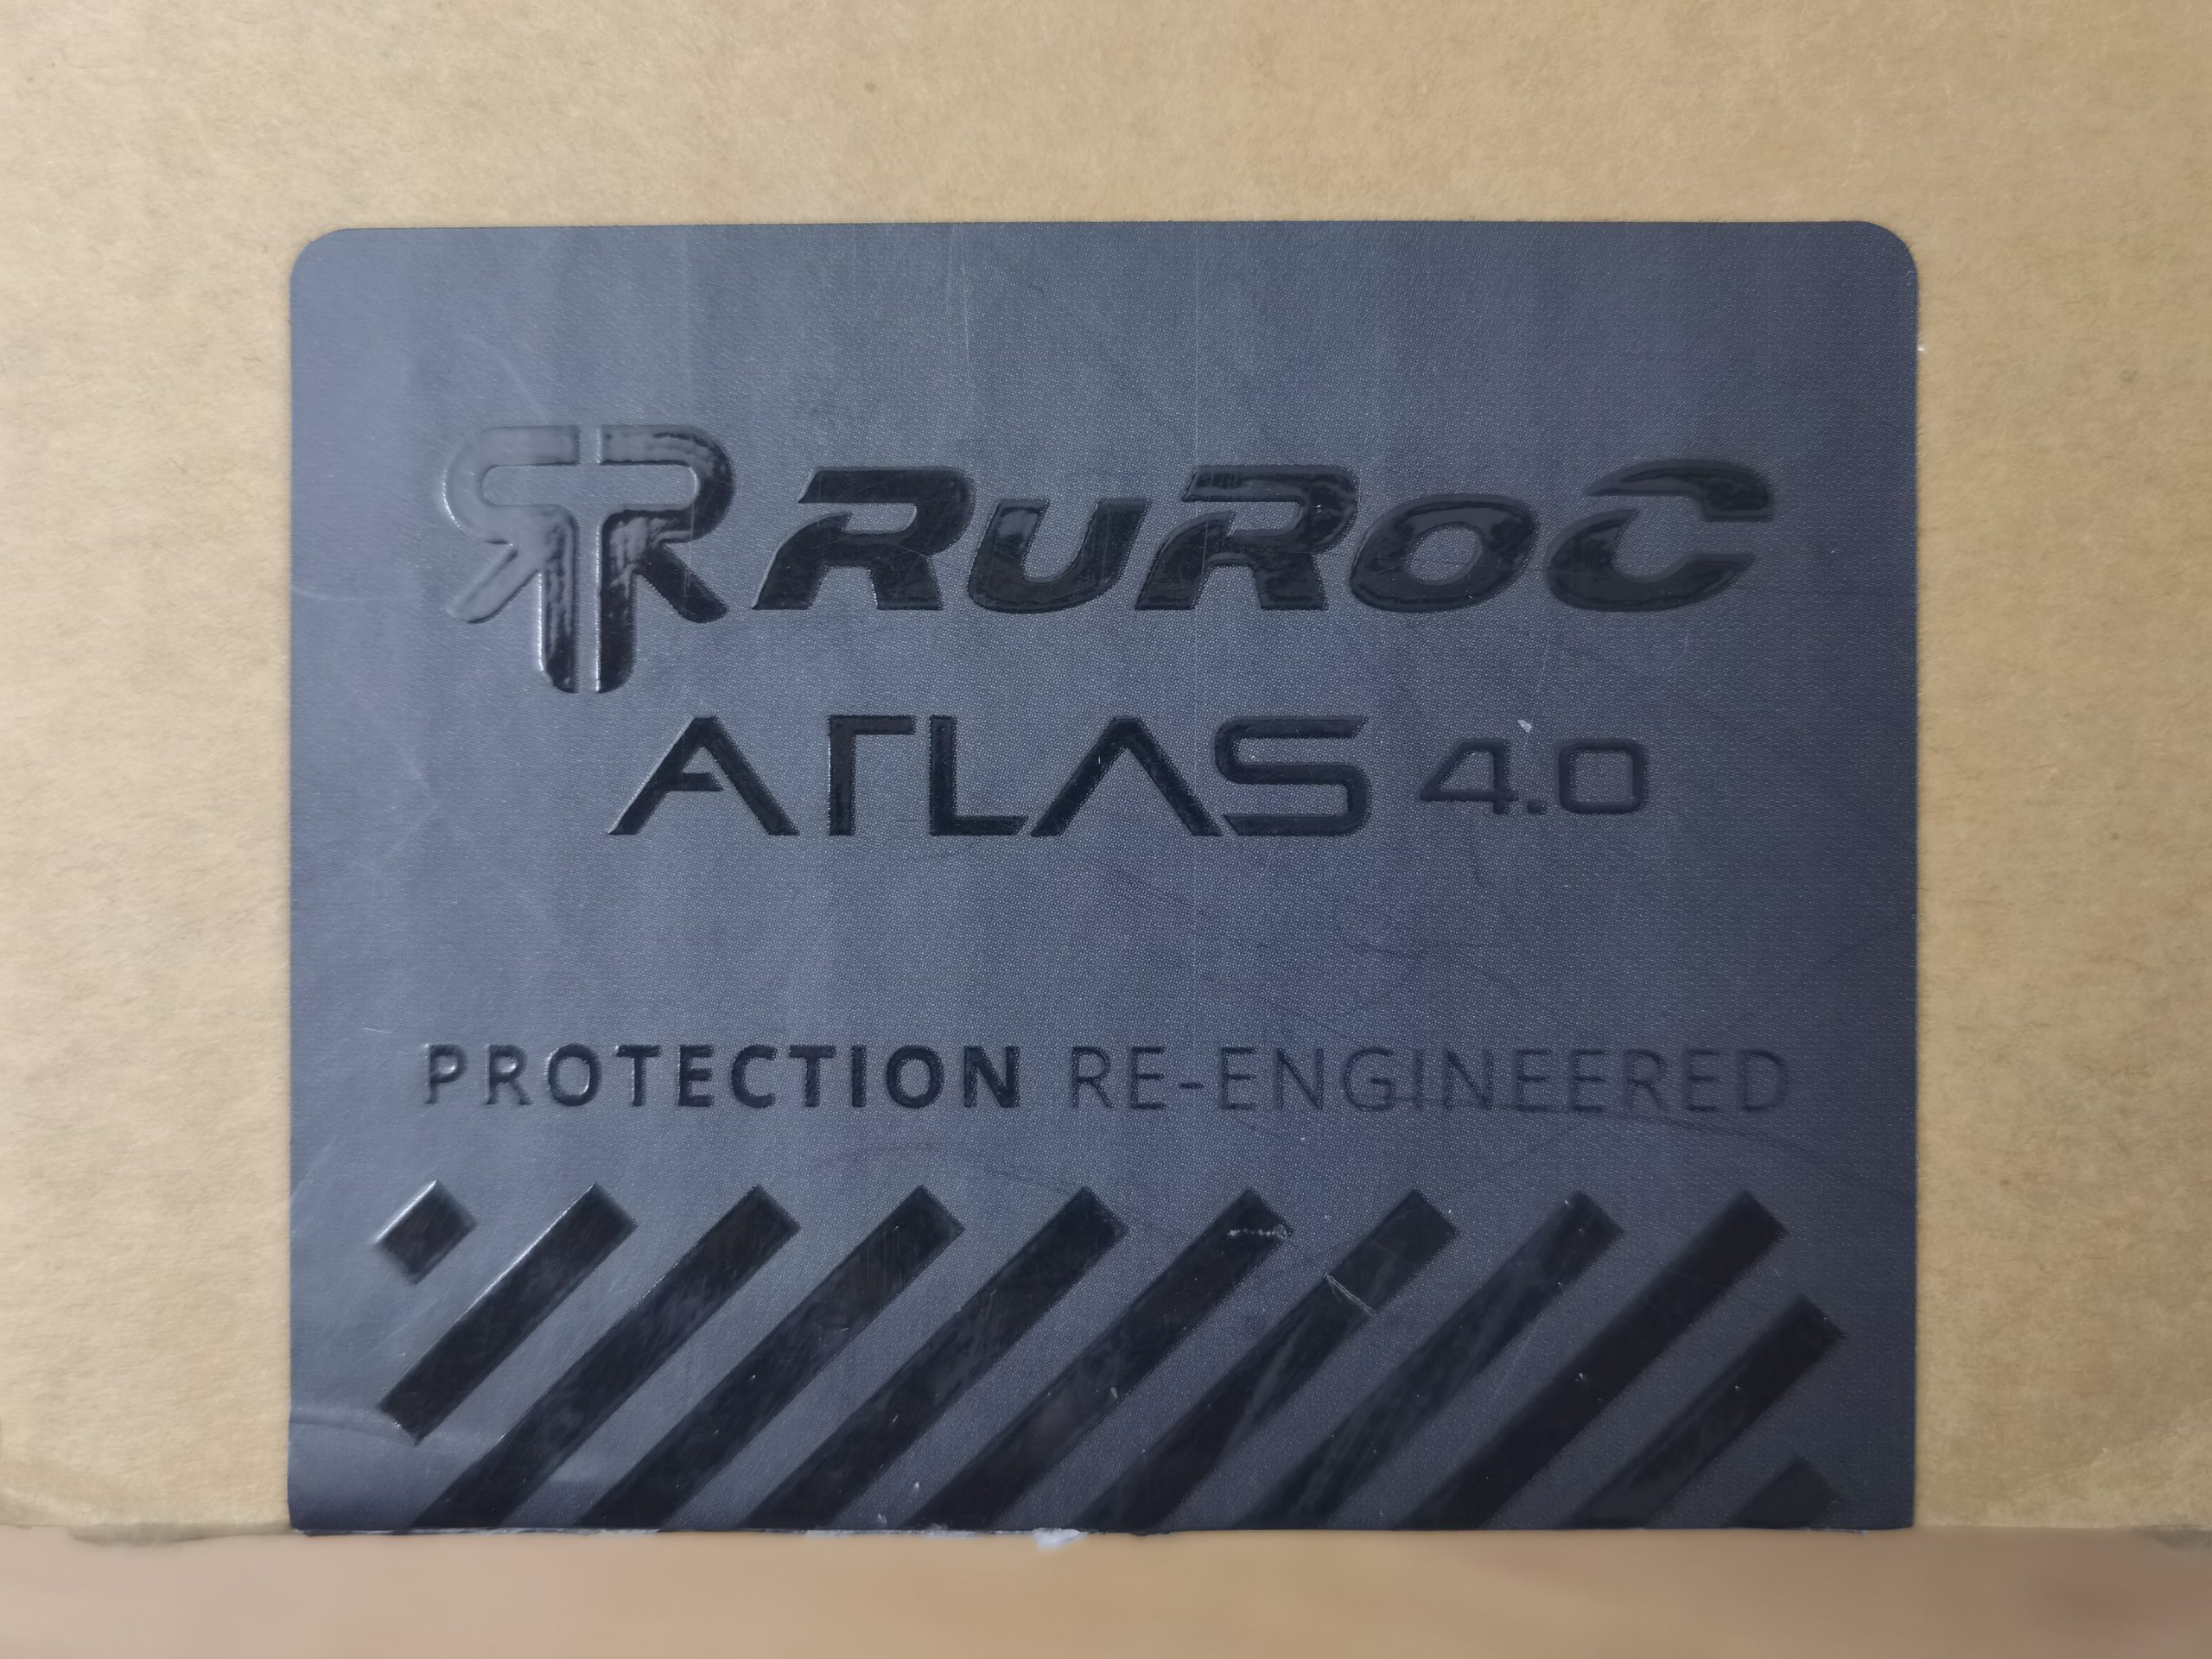 RuRoC
ATLAS 4.0
PROTECTION RE-ENGINEERED